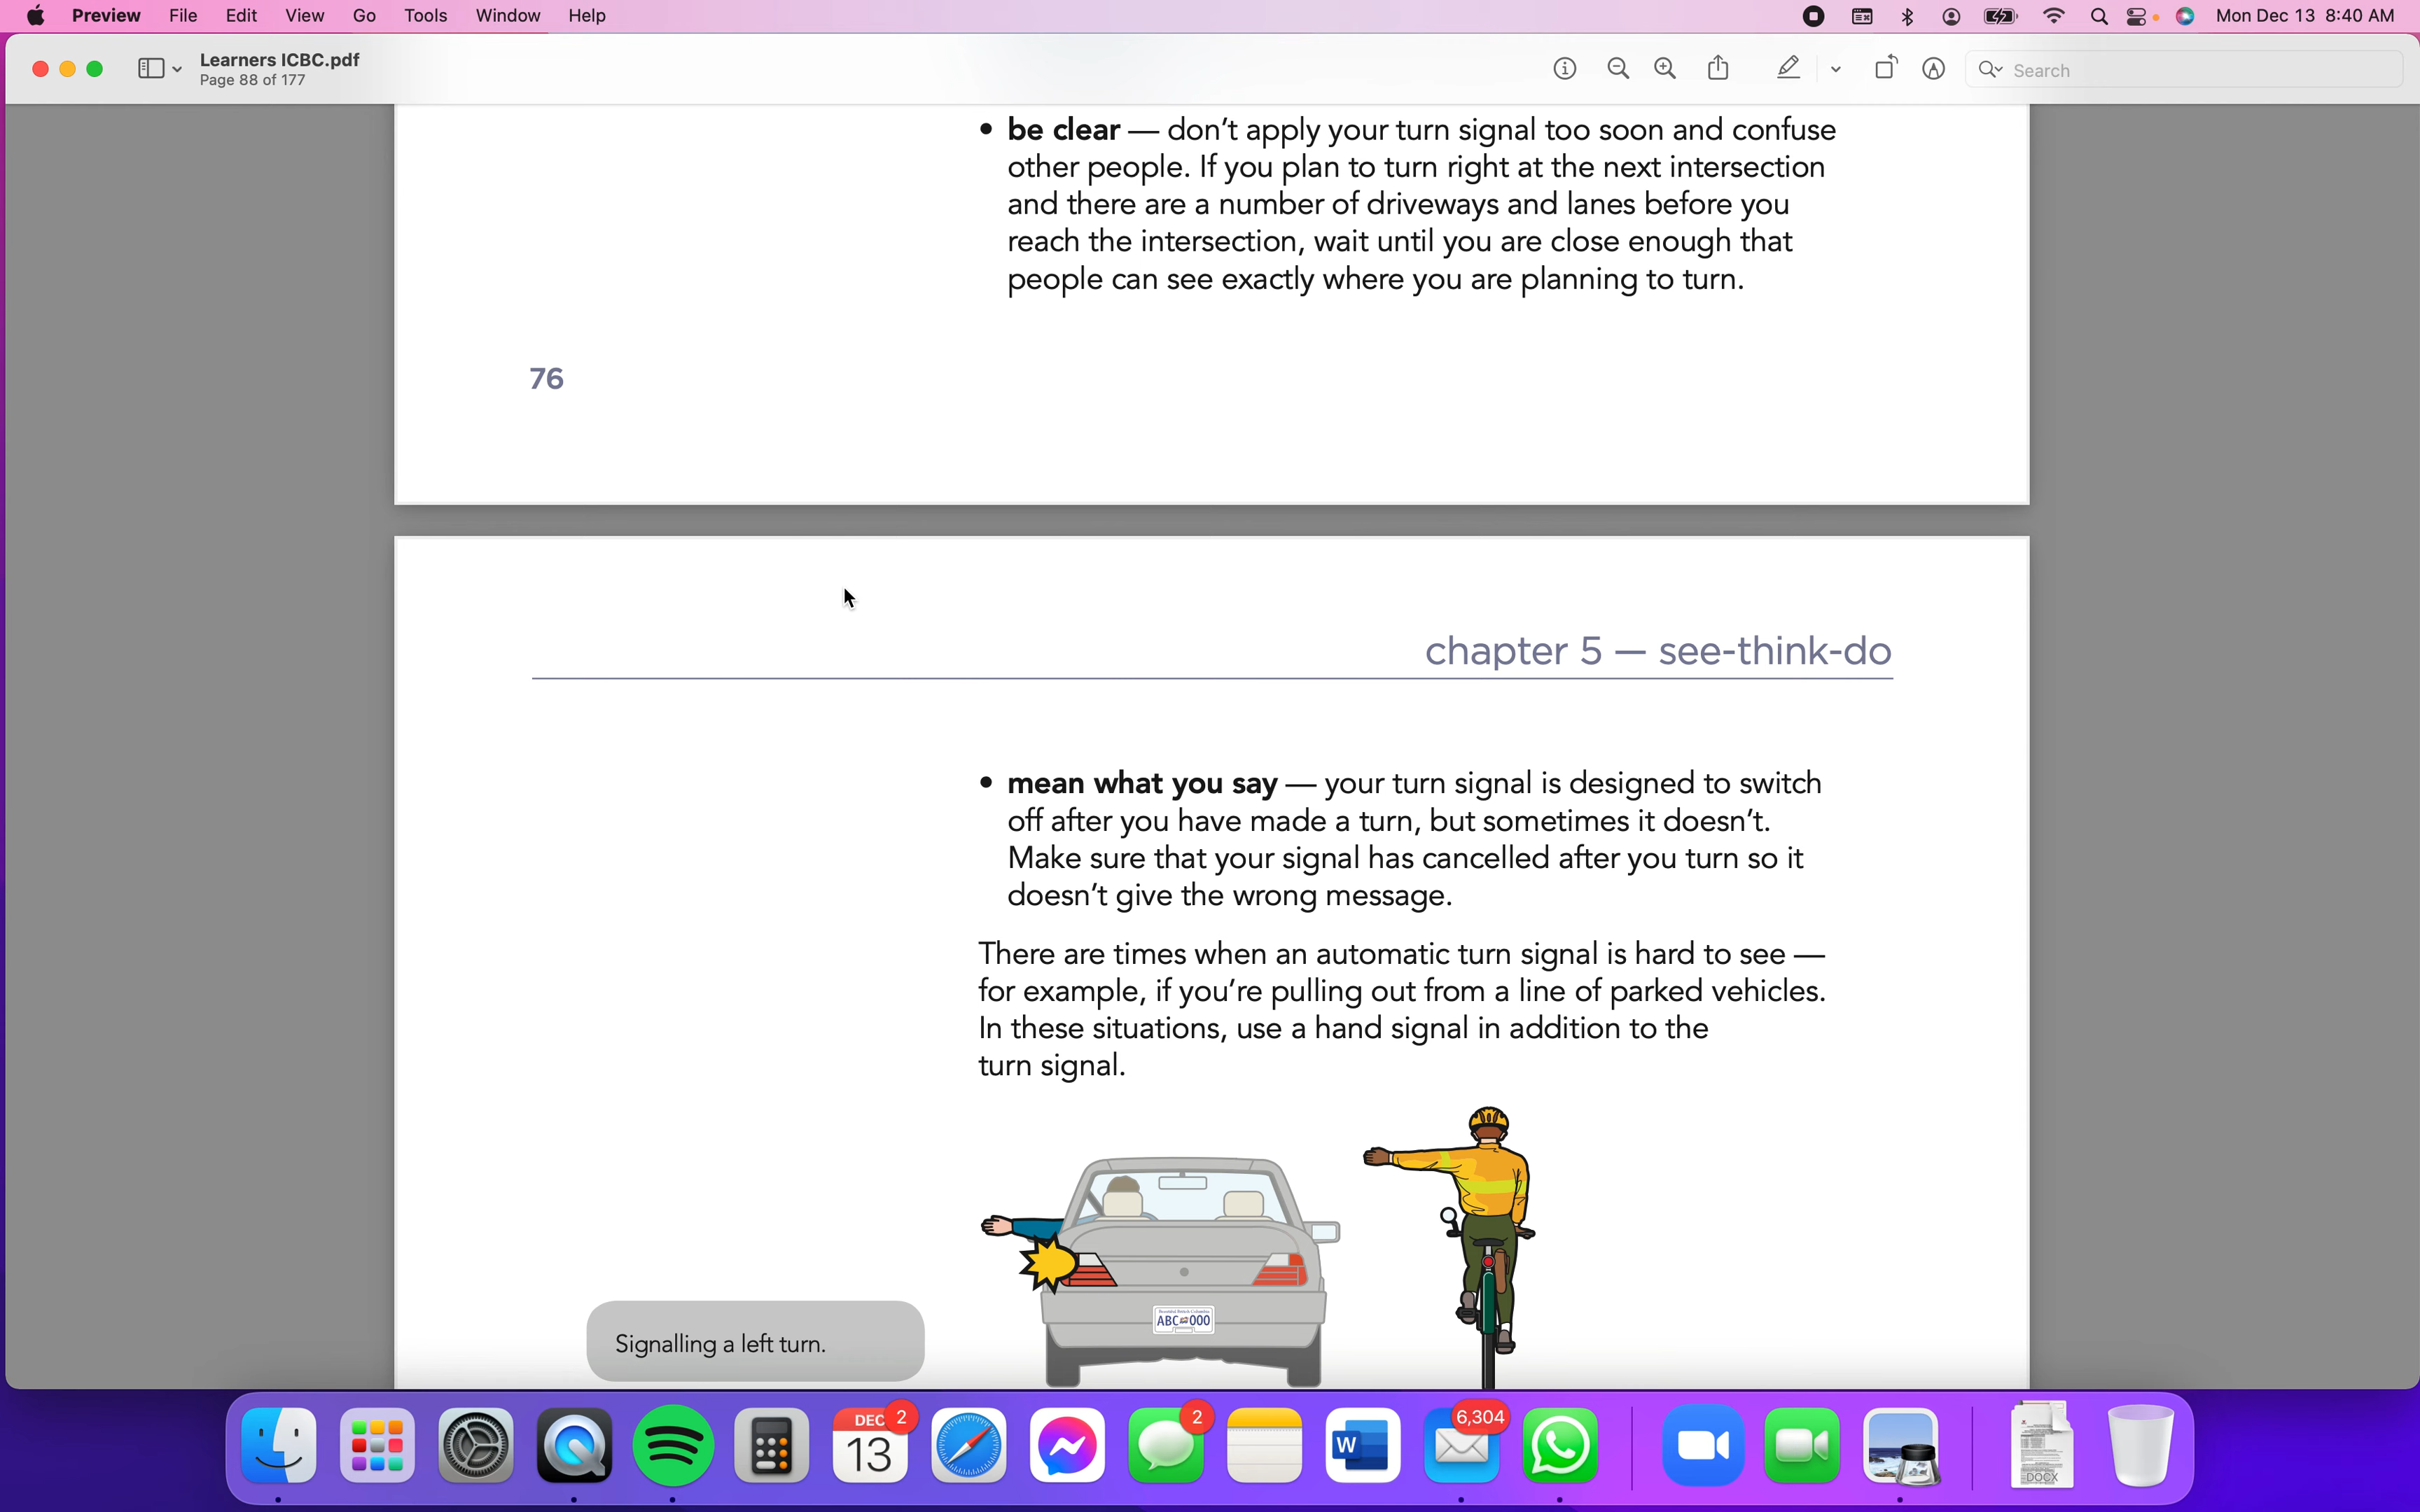 Preview File Edit View Go Tools Window Help Mon Dec 13 8:40 AM
Learners ICBC.pdf
Page 88 of 177
Search
• be clear — don't apply your turn signal too soon and confuse
other people. If you plan to turn right at the next intersection
and there are a number of driveways and lanes before you
reach the intersection, wait until you are close enough that
people can see exactly where you are planning to turn.
76
chapter 5 — see-think-do
• mean what you say — your turn signal is designed to switch
off after you have made a turn, but sometimes it doesn't.
Make sure that your signal has cancelled after you turn so it
doesn't give the wrong message.
There are times when an automatic turn signal is hard to see —
for example, if you're pulling out from a line of parked vehicles.
In these situations, use a hand signal in addition to the
turn signal.
Beautiful British Columbia
ABC 000
Signalling a left turn.
DEC 2
13
2
W
6,304
DOCX